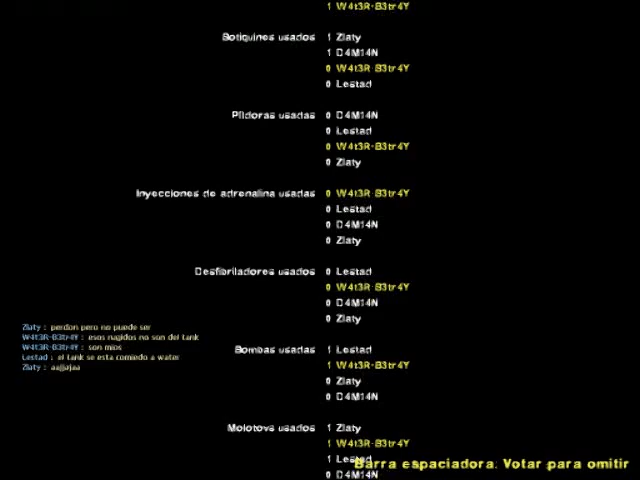 1 W4t3R-B3tr4Y
Botiquines usados 1 Zlaty
1 D4M14N
0 W4t3R-B3tr4Y
0 Lestad
Píldoras usadas 0 D4M14N
0 Lestad
0 W4t3R-B3tr4Y
0 Zlaty
Inyecciones de adrenalina usadas 0 W4t3R-B3tr4Y
0 Lestad
0 D4M14N
0 Zlaty
Desfibriladores usados 0 Lestad
0 W4t3R-B3tr4Y
0 D4M14N
0 Zlaty
Zlaty : perdon pero no puede ser
W4t3R-B3tr4Y : esos rugidos no son del tank
W4t3R-B3tr4Y : son mios
Lestad : el tank se esta comiedo a water
Zlaty : aajjajaa
Bombas usadas 1 Lestad
1 W4t3R-B3tr4Y
0 Zlaty
0 D4M14N
Molotovs usados 1 Zlaty
1 W4t3R-B3tr4Y
1 Lestad
0 D4M14N
Barra espaciadora: Votar para omitir